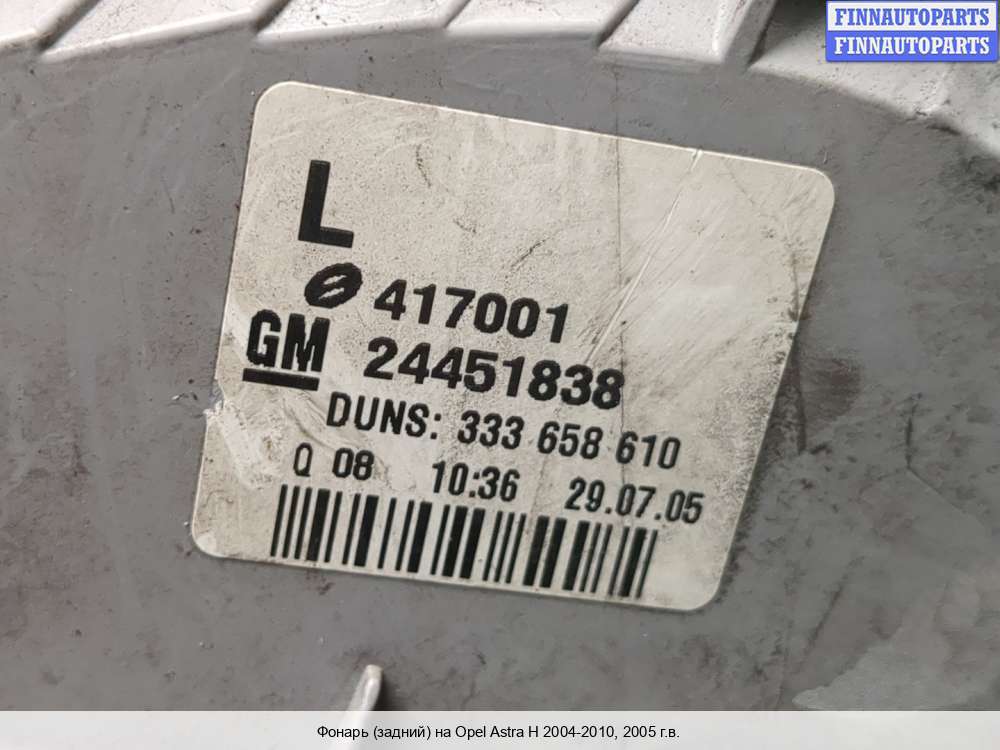 FINNAUTOPARTS
FINNAUTOPARTS
L
417001
GM 24451838
DUNS: 333 658 610
Q 08 10:36 29.07.05
Фонарь (задний) на Opel Astra H 2004-2010, 2005 г.в.